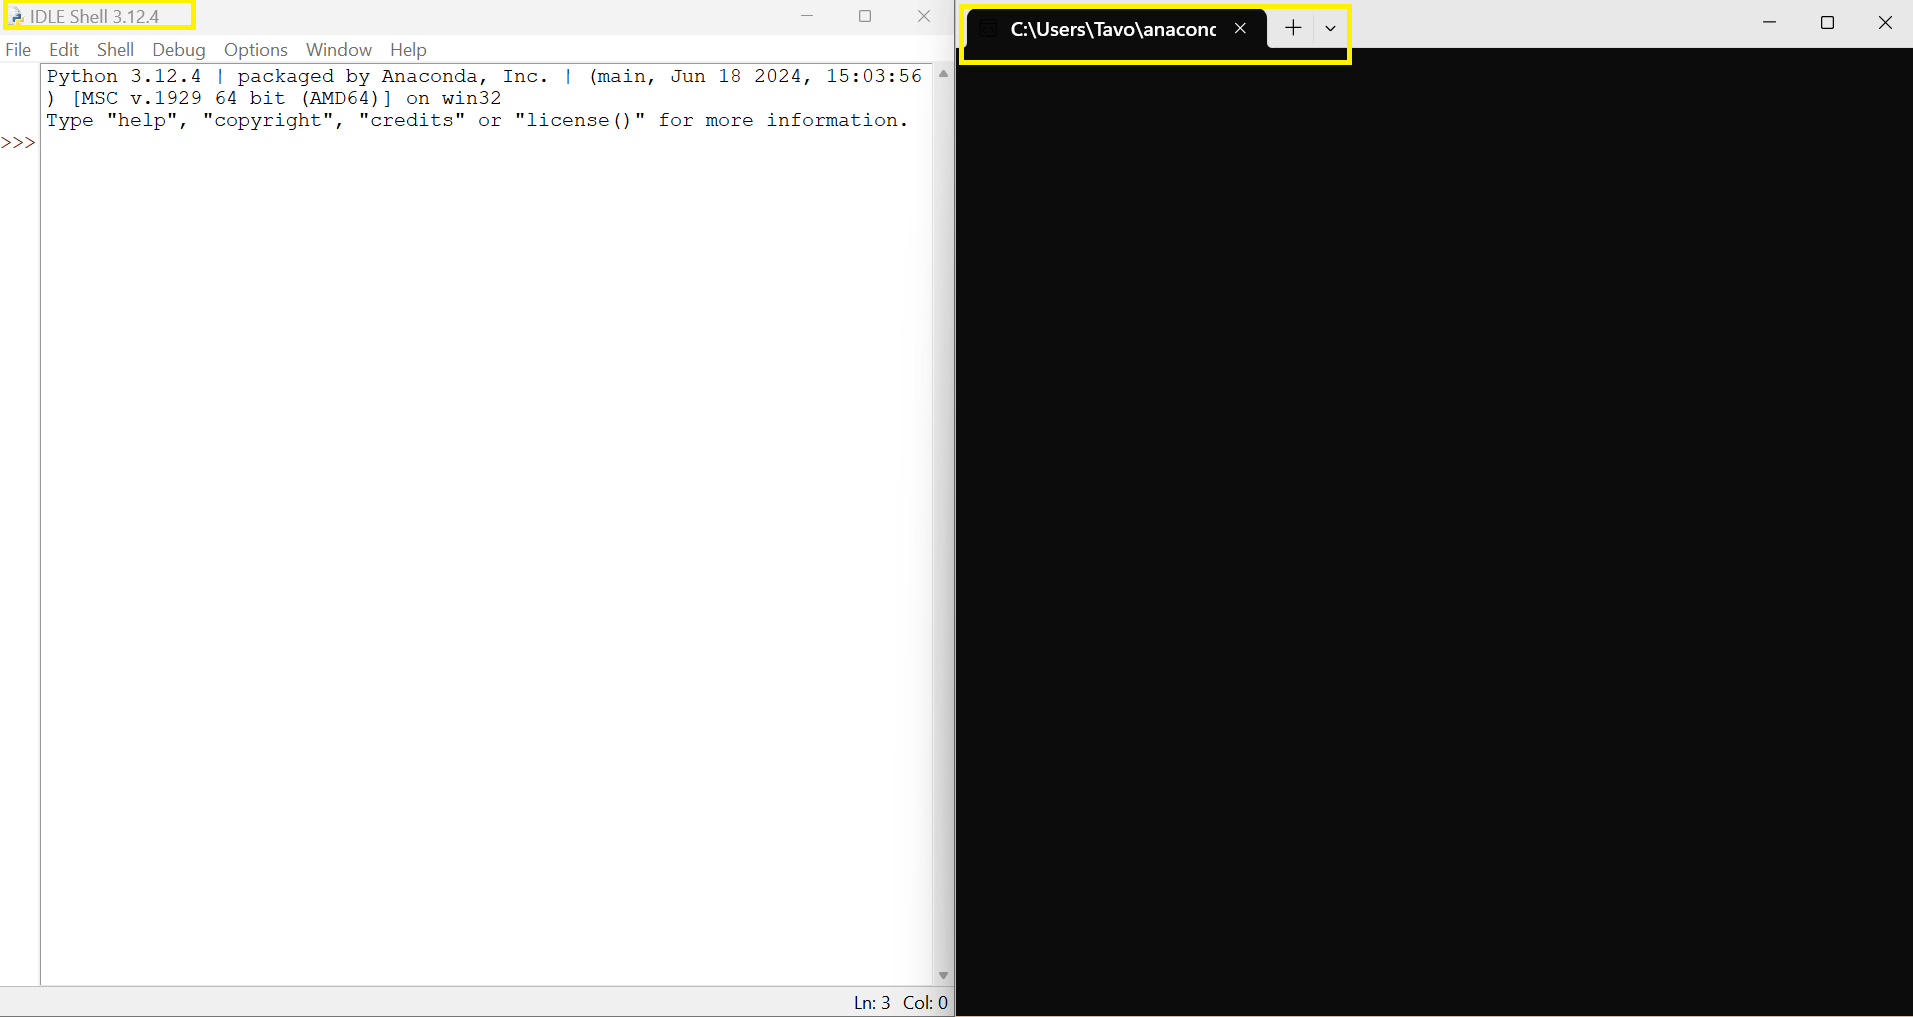 IDLE Shell 3.12.4
File Edit Shell Debug Options Window Help
Python 3.12.4 | packaged by Anaconda, Inc. | (main, Jun 18 2024, 15:03:56
) [MSC v.1929 64 bit (AMD64)] on win32
Type "help", "copyright", "credits" or "license()" for more information.
>>>
Ln: 3 Col: 0
C:\Users\Tavo\anacond